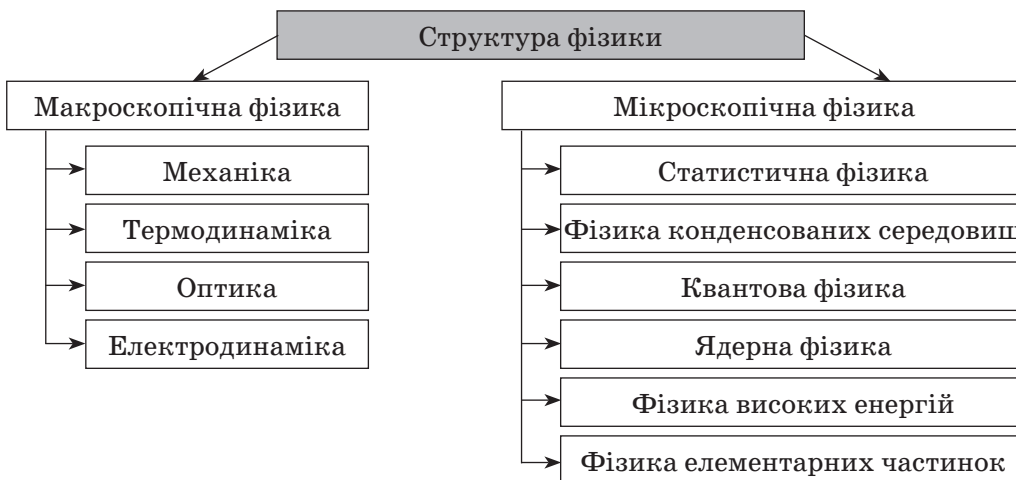 Структура фізики
Макроскопічна фізика
Механіка
Термодинаміка
Оптика
Електродинаміка
Мікроскопічна фізика
Статистична фізика
Фізика конденсованих середовищ
Квантова фізика
Ядерна фізика
Фізика високих енергій
Фізика елементарних частинок